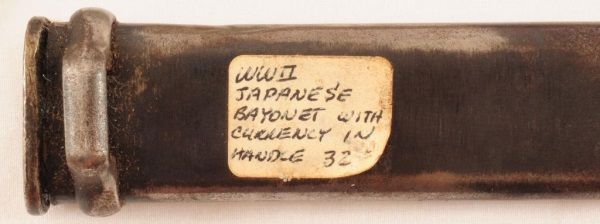 WWII
JAPANESE
BAYONET WITH
CURRENCY IN
HANDLE 32